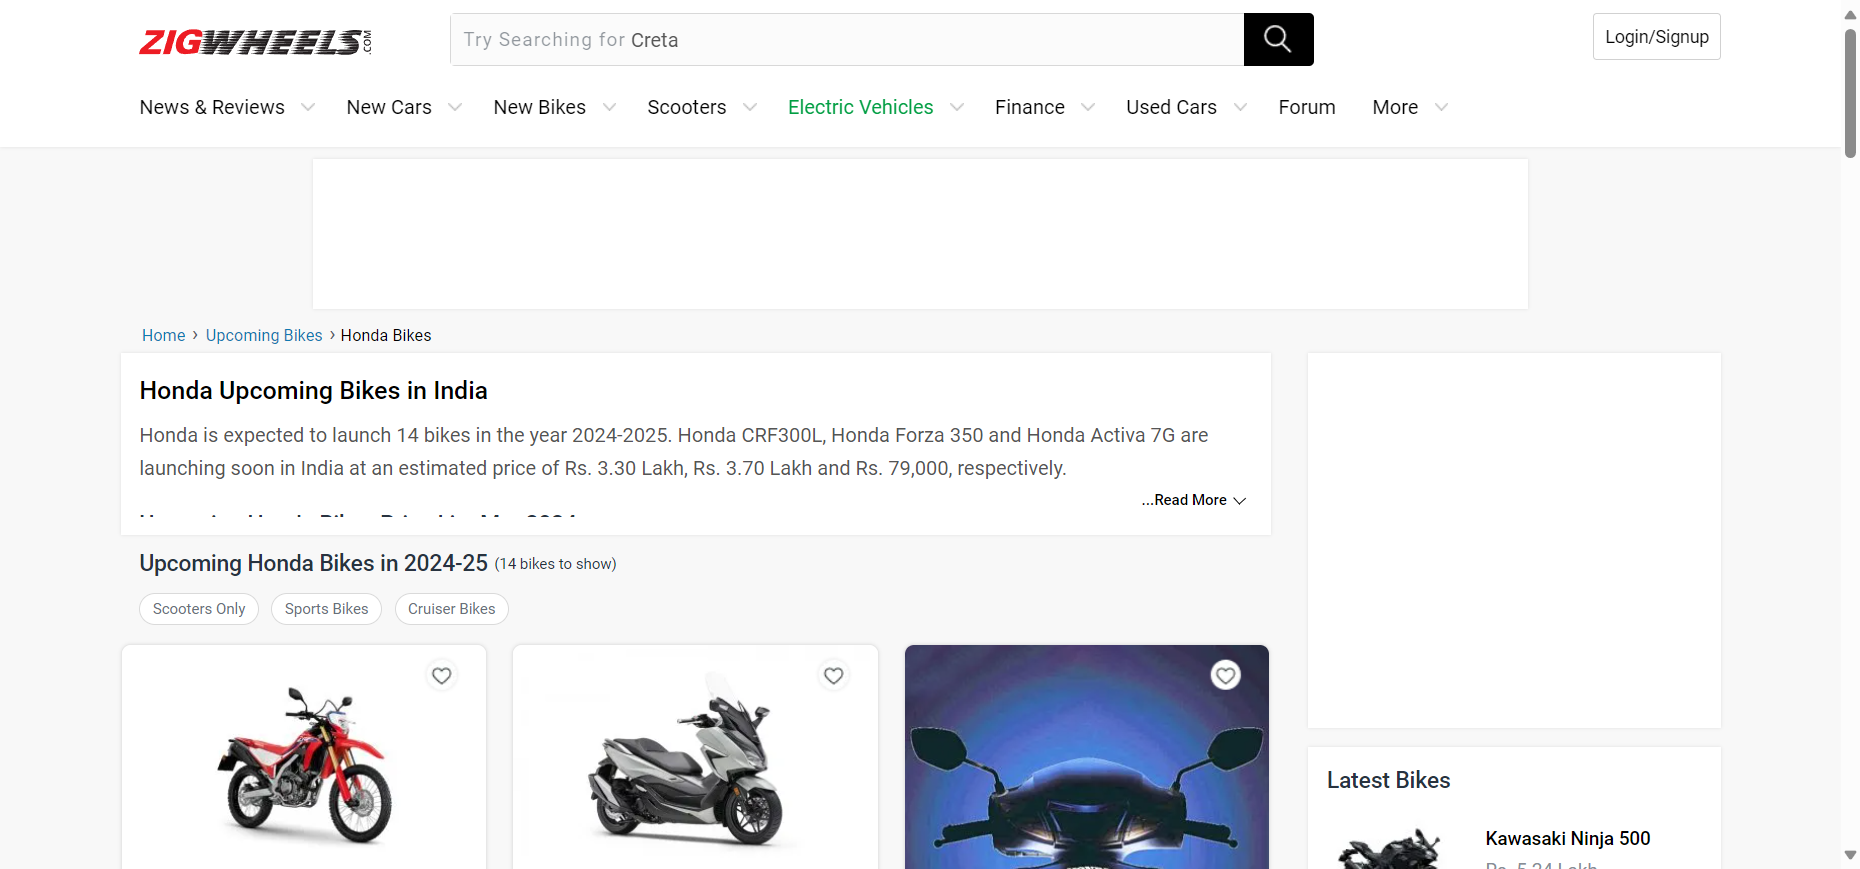 ZIGWHEELS.COM
Try Searching for Creta
Login/Signup
News & Reviews
New Cars
New Bikes
Scooters
Electric Vehicles
Finance
Used Cars
Forum
More
Home › Upcoming Bikes › Honda Bikes
Honda Upcoming Bikes in India
Honda is expected to launch 14 bikes in the year 2024-2025. Honda CRF300L, Honda Forza 350 and Honda Activa 7G are
launching soon in India at an estimated price of Rs. 3.30 Lakh, Rs. 3.70 Lakh and Rs. 79,000, respectively.
...Read More
Upcoming Honda Bikes in 2024-25 (14 bikes to show)
Scooters Only
Sports Bikes
Cruiser Bikes
Latest Bikes
Kawasaki Ninja 500
Rs. 5.24 Lakh